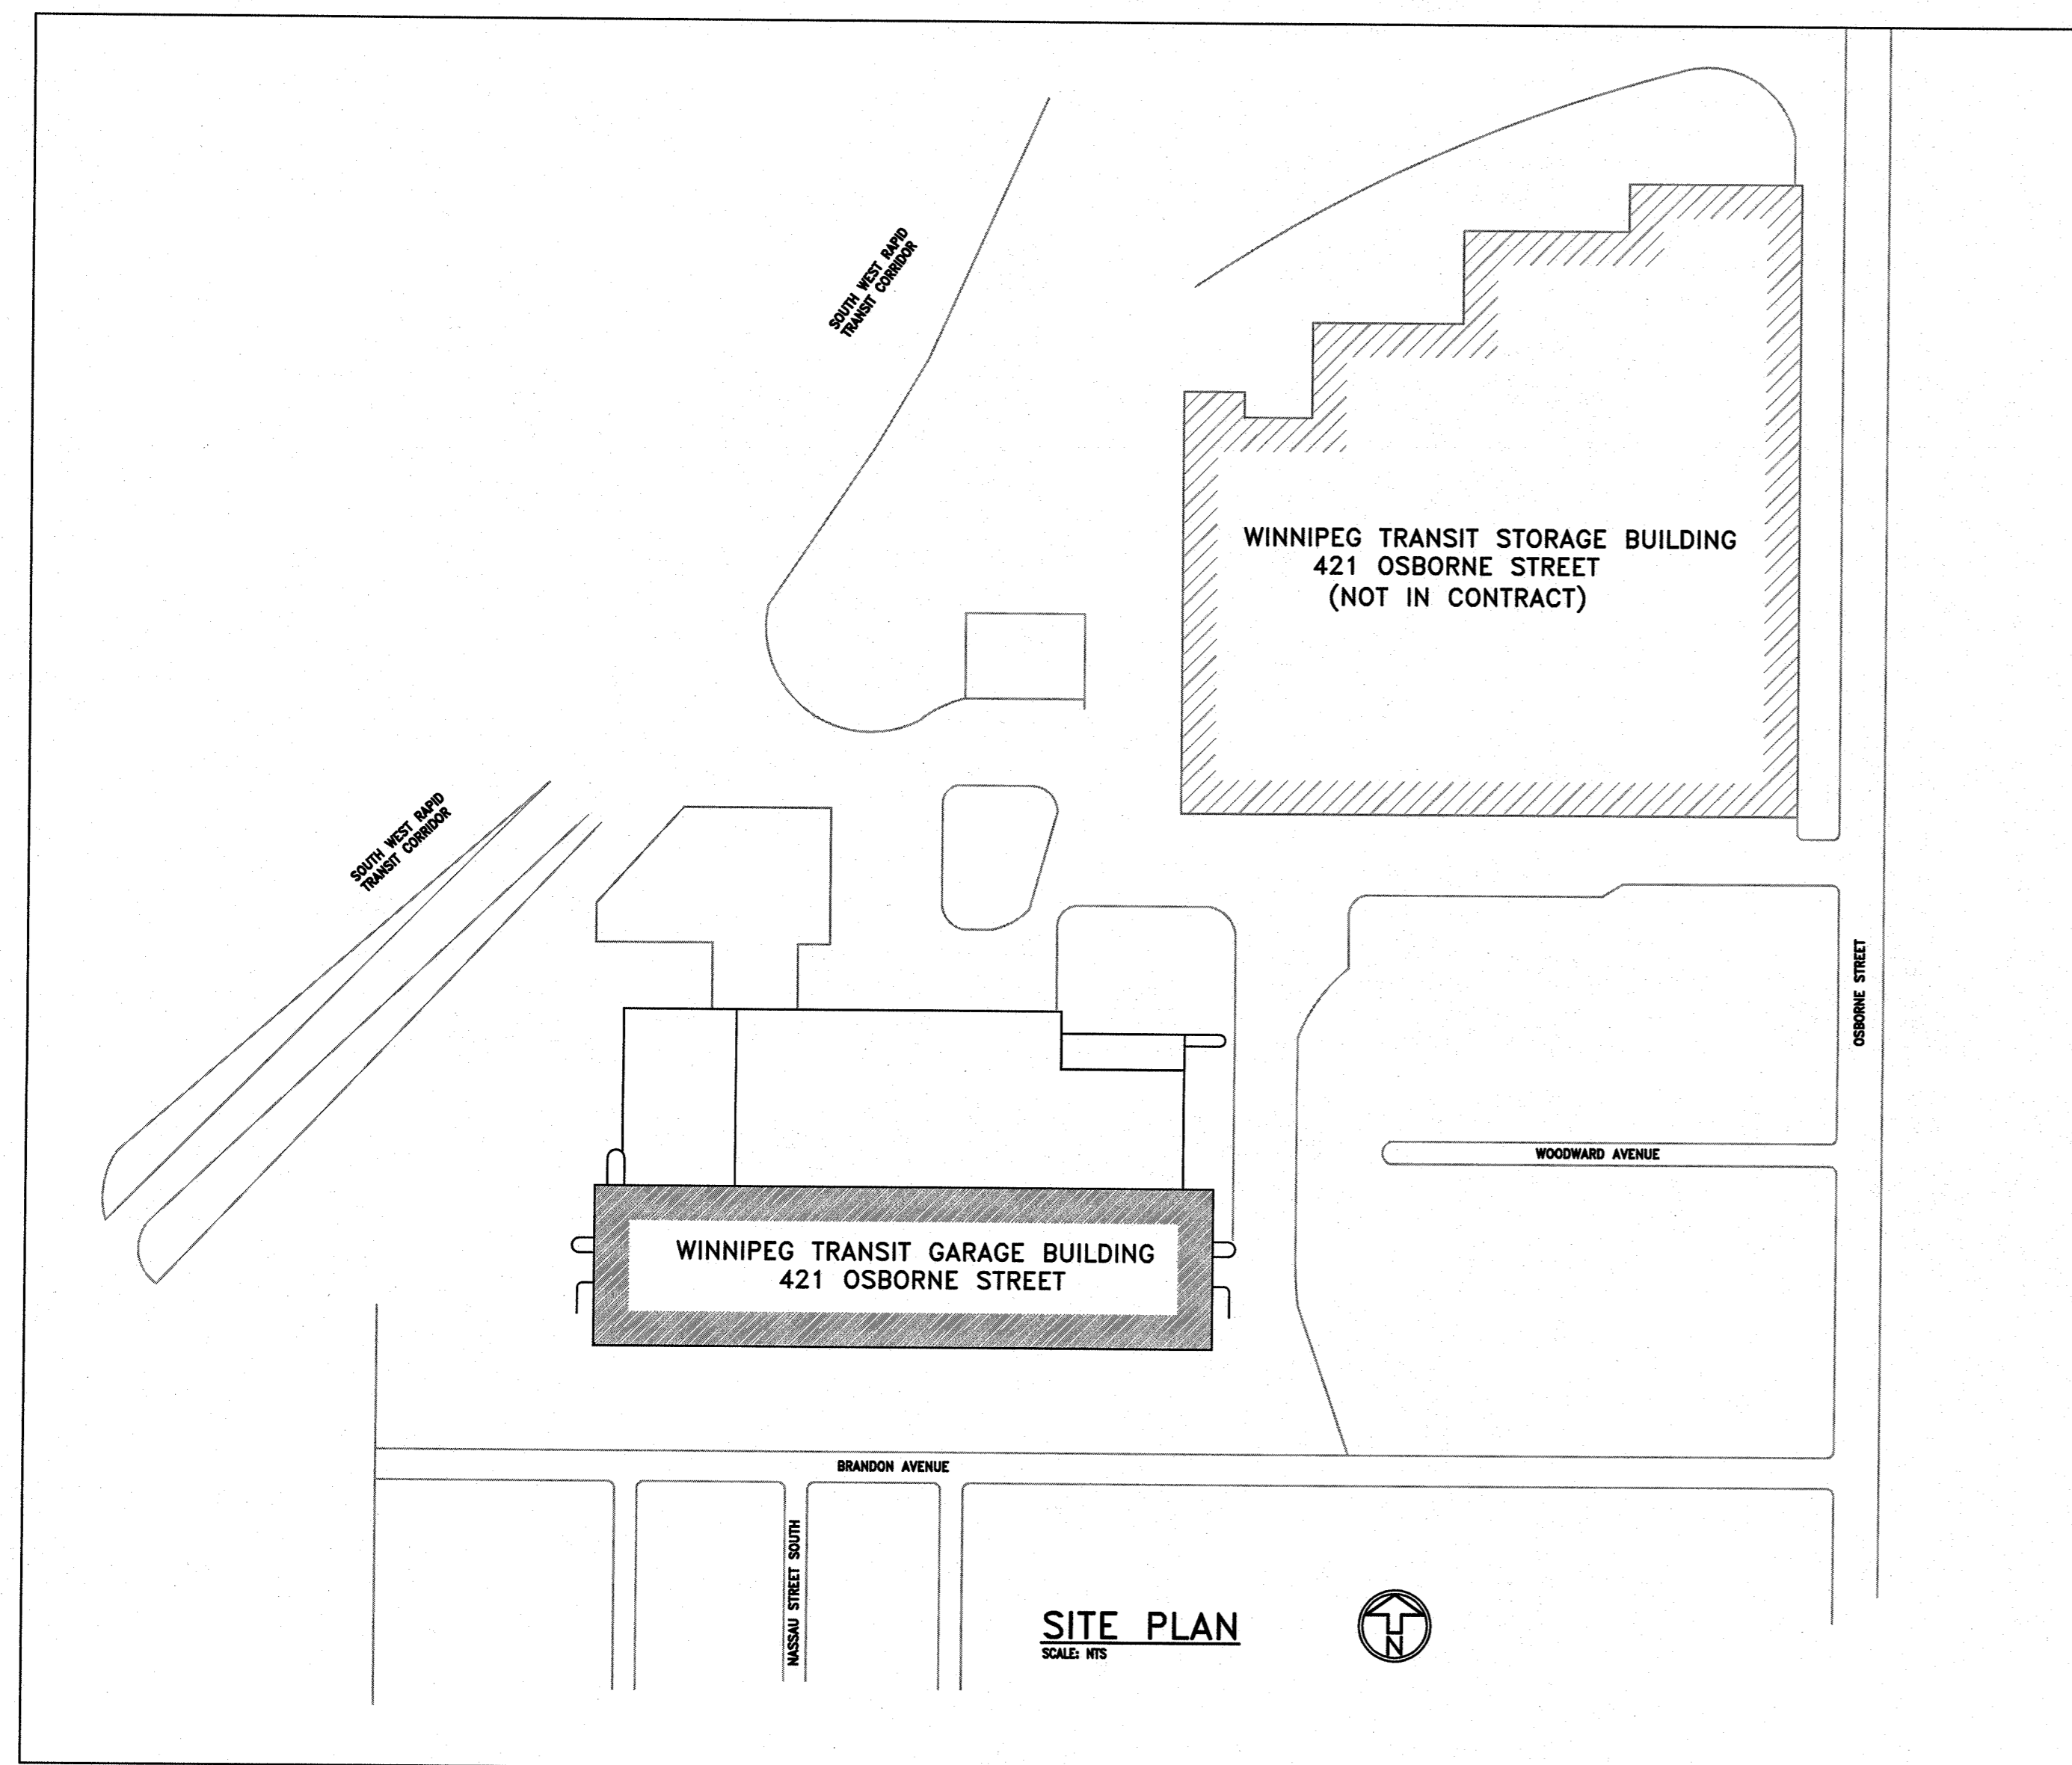 SOUTH WEST RAPID
TRANSIT CORRIDOR
WINNIPEG TRANSIT STORAGE BUILDING
421 OSBORNE STREET
(NOT IN CONTRACT)
SOUTH WEST RAPID
TRANSIT CORRIDOR
OSBORNE STREET
WOODWARD AVENUE
WINNIPEG TRANSIT GARAGE BUILDING
421 OSBORNE STREET
BRANDON AVENUE
NASSAU STREET SOUTH
SITE PLAN
SCALE: NTS
N